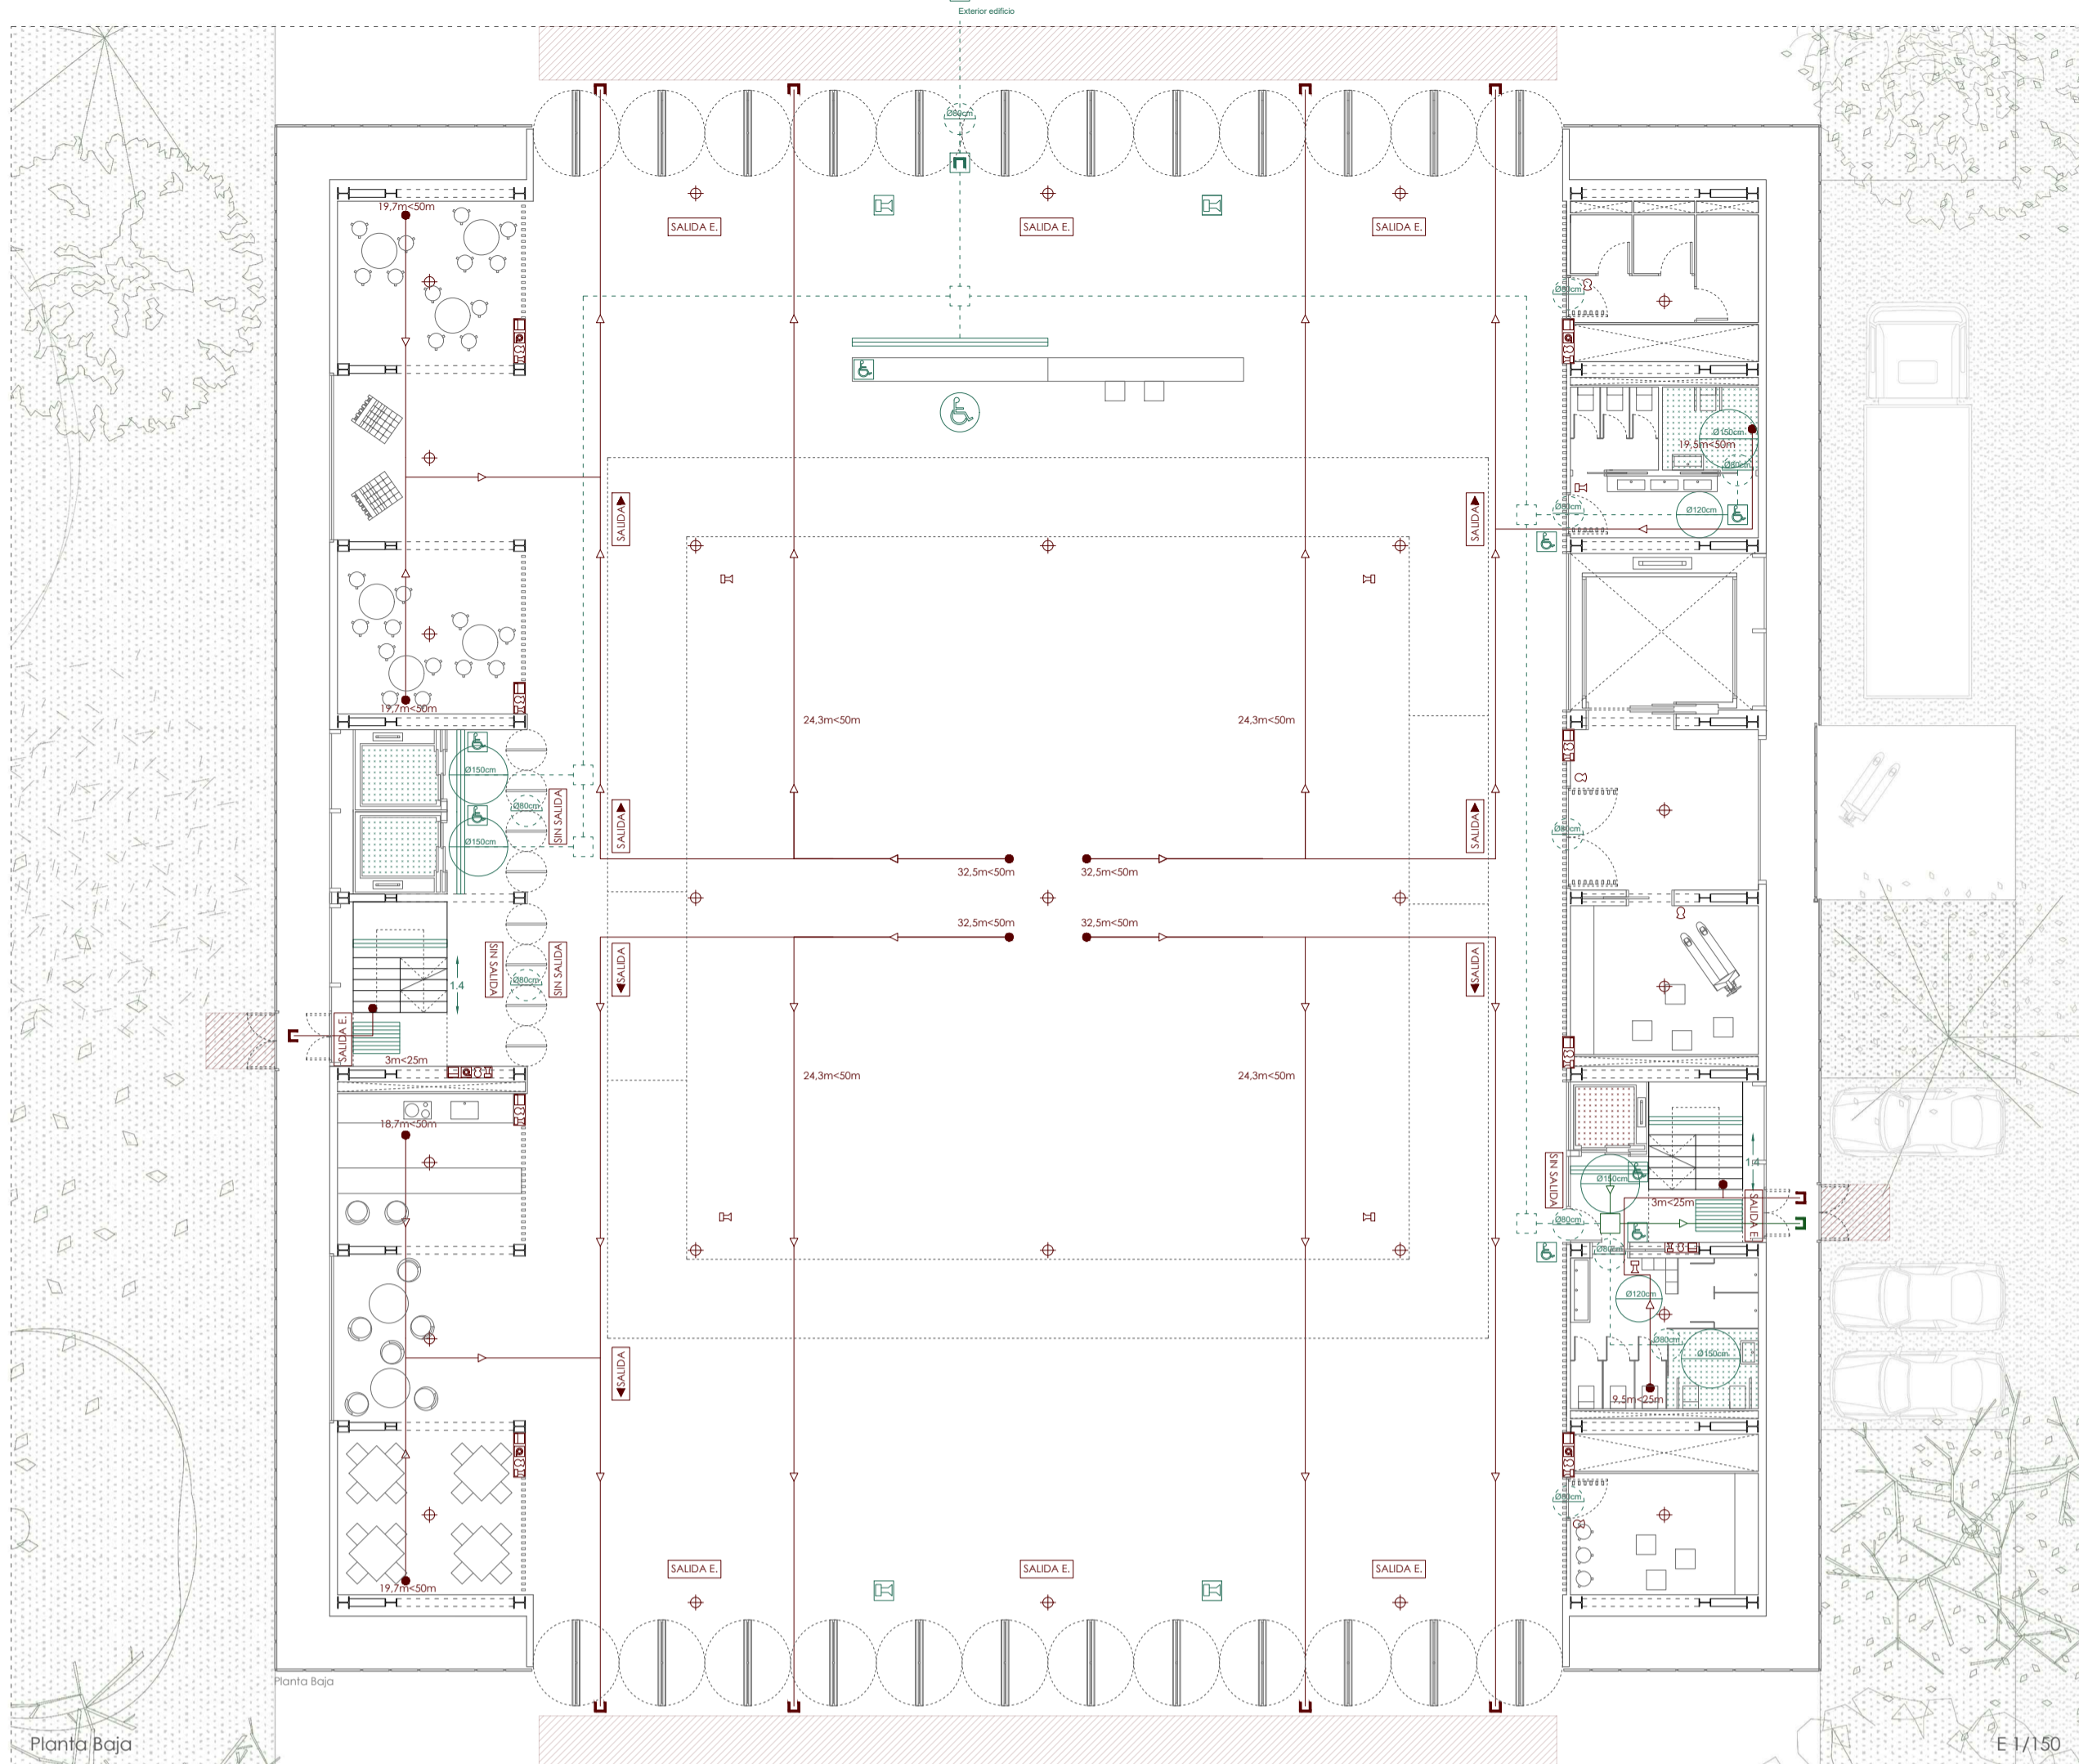 Exterior edificio
Ø80cm
19,7m<50m
SALIDA E.
SALIDA E.
SALIDA E.
Ø80cm
Ø150cm
19,5m<50m
Ø80cm
SALIDA
SALIDA
Ø80cm
Ø120cm
19,7m<50m
24,3m<50m
24,3m<50m
Ø150cm
Ø80cm
SIN SALIDA
SALIDA
SALIDA
Ø80cm
Ø150cm
32,5m<50m
32,5m<50m
32,5m<50m
32,5m<50m
SIN SALIDA
SIN SALIDA
SALIDA
SALIDA
Ø80cm
1.4
SALIDA E.
3m<25m
24,3m<50m
24,3m<50m
18,7m<50m
SIN SALIDA
Ø150cm
1.4
3m<25m
SALIDA E.
Ø80cm
Ø80cm
Ø120cm
Ø80cm
Ø150cm
SALIDA
9,5m<25m
Ø80cm
SALIDA E.
SALIDA E.
SALIDA E.
19,7m<50m
Planta Baja
Planta Baja
E 1/150